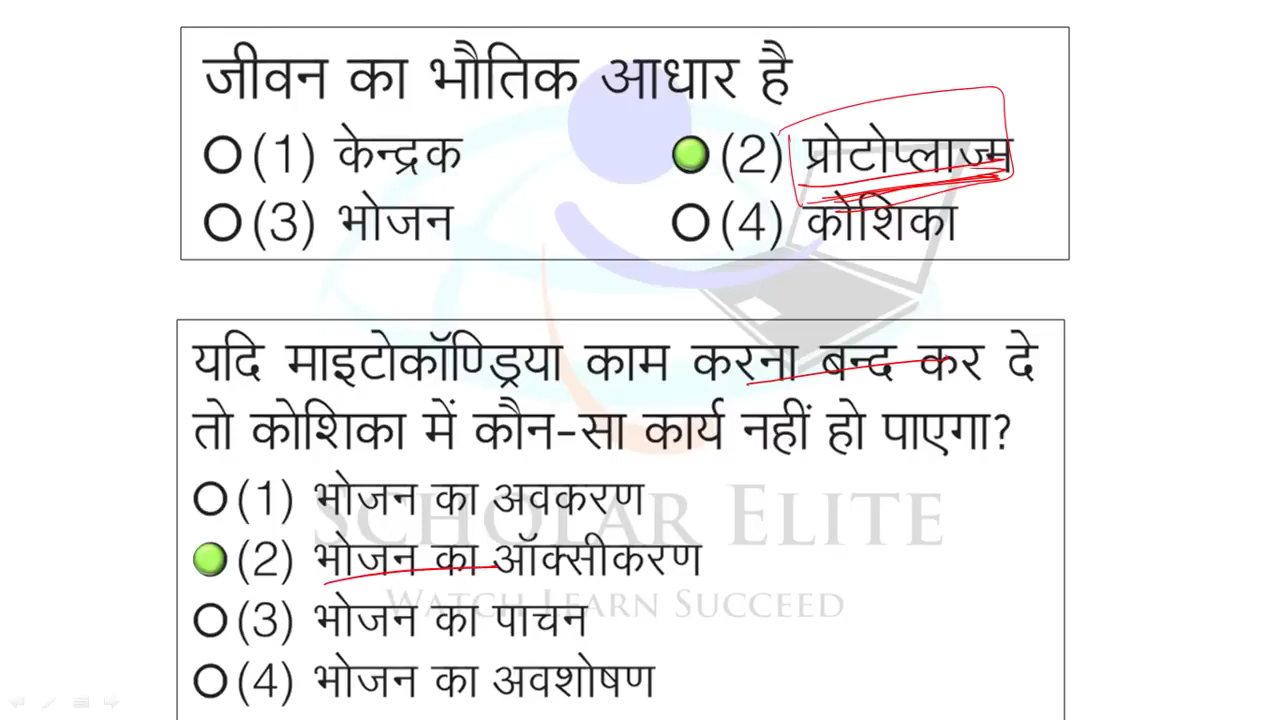 जीवन का भौतिक आधार है
(1) केन्द्रक (2) प्रोटोप्लाज्म
(3) भोजन (4) कोशिका
यदि माइटोकॉण्ड्रिया काम करना बन्द कर दे
तो कोशिका में कौन-सा कार्य नहीं हो पाएगा?
(1) भोजन का अवकरण
(2) भोजन का ऑक्सीकरण
(3) भोजन का पाचन
(4) भोजन का अवशोषण
SCHOLAR ELITE
WATCH LEARN SUCCEED